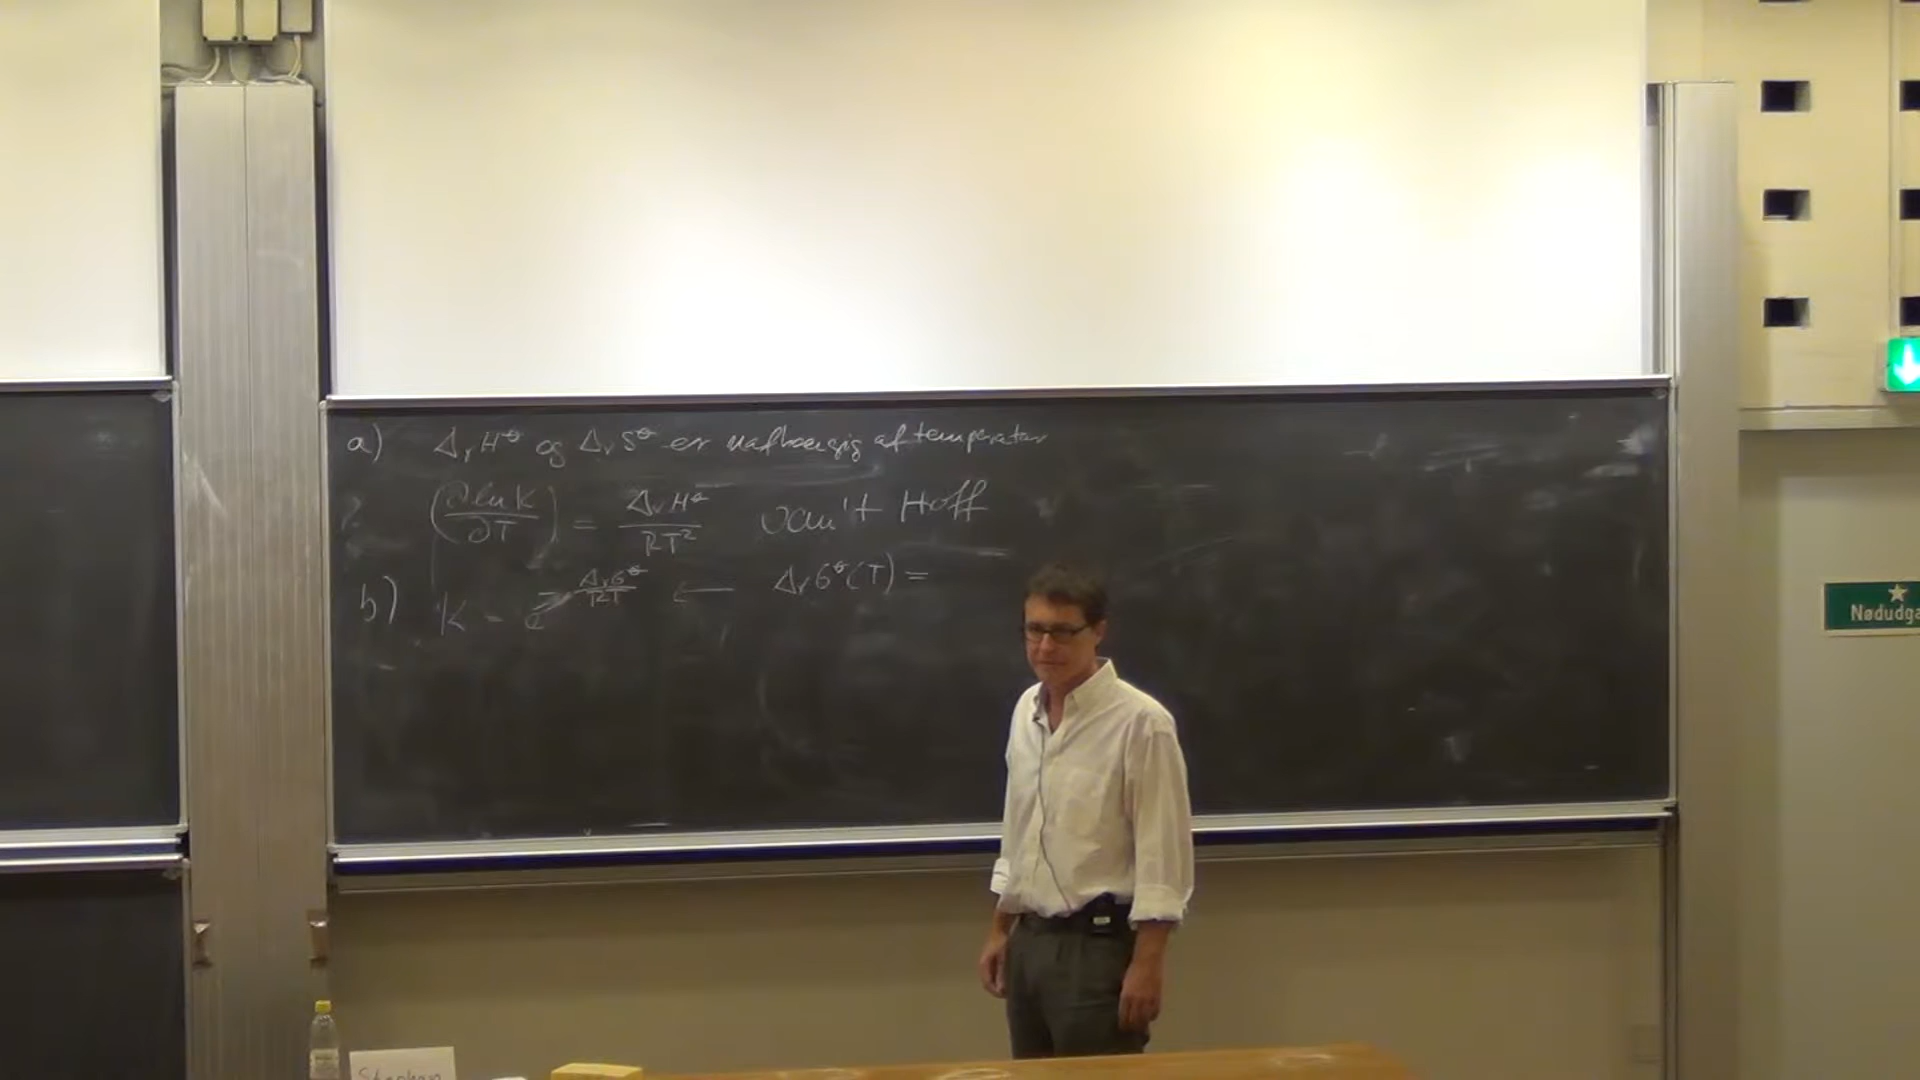 a) ΔᵣH° og ΔᵣS° er uafhængig af temperatur
(∂ln K / ∂T) = ΔᵣH° / RT² van't Hoff
b) K = e^(-ΔᵣG°/RT) ← ΔᵣG°(T) =
Nødudga